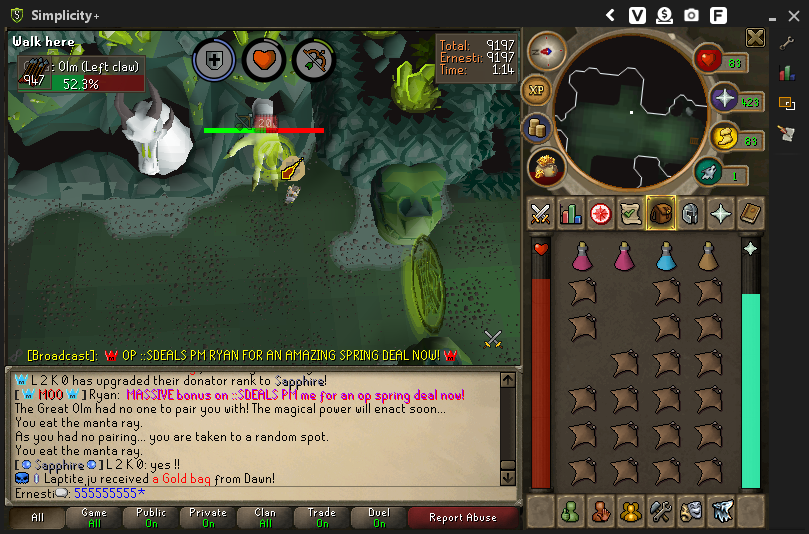 Simplicity+
Walk here
: Olm (Left claw)
947
52.3%
Total: 9197
Ernesti: 9197
Time: 1:14
20
XP
83
423
83
1
[Broadcast]: OP ::SDEALS PM RYAN FOR AN AMAZING SPRING DEAL NOW!
L 2 K 0 has upgraded their donator rank to Sapphire!
[MOD] Ryan: MASSIVE bonus on ::SDEALS PM me for an op spring deal now!
The Great Olm had no one to pair you with! The magical power will enact soon...
You eat the manta ray.
As you had no pairing... you are taken to a random spot.
You eat the manta ray.
[Sapphire] L 2 K 0: yes !!
Laptite,ju received a Gold bag from Dawn!
Ernesti: 555555555*
All
Game
All
Public
On
Private
On
Clan
All
Trade
On
Duel
On
Report Abuse